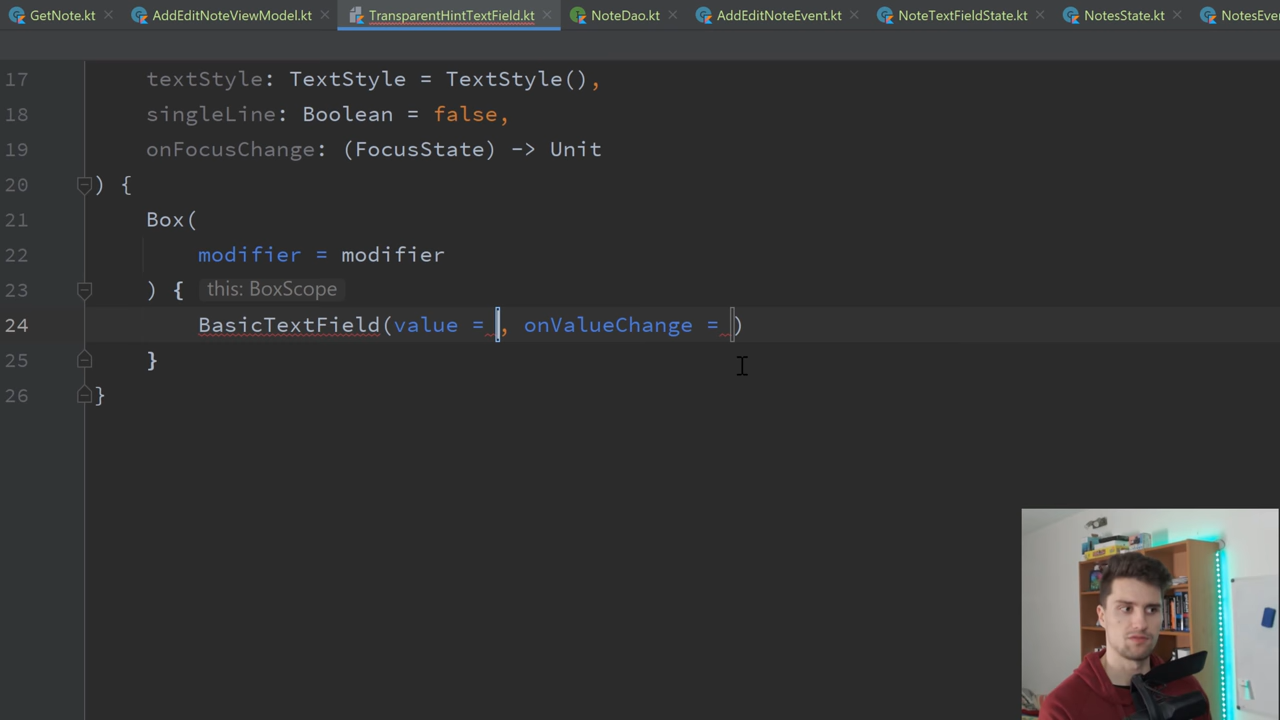 GetNote.kt AddEditNoteViewModel.kt TransparentHintTextField.kt NoteDao.kt AddEditNoteEvent.kt NoteTextFieldState.kt NotesState.kt NotesEve
17 textStyle: TextStyle = TextStyle(),
18 singleLine: Boolean = false,
19 onFocusChange: (FocusState) -> Unit
20 ) {
21 Box(
22 modifier = modifier
23 ) { this: BoxScope
24 BasicTextField(value = , onValueChange = )
25 }
26 }